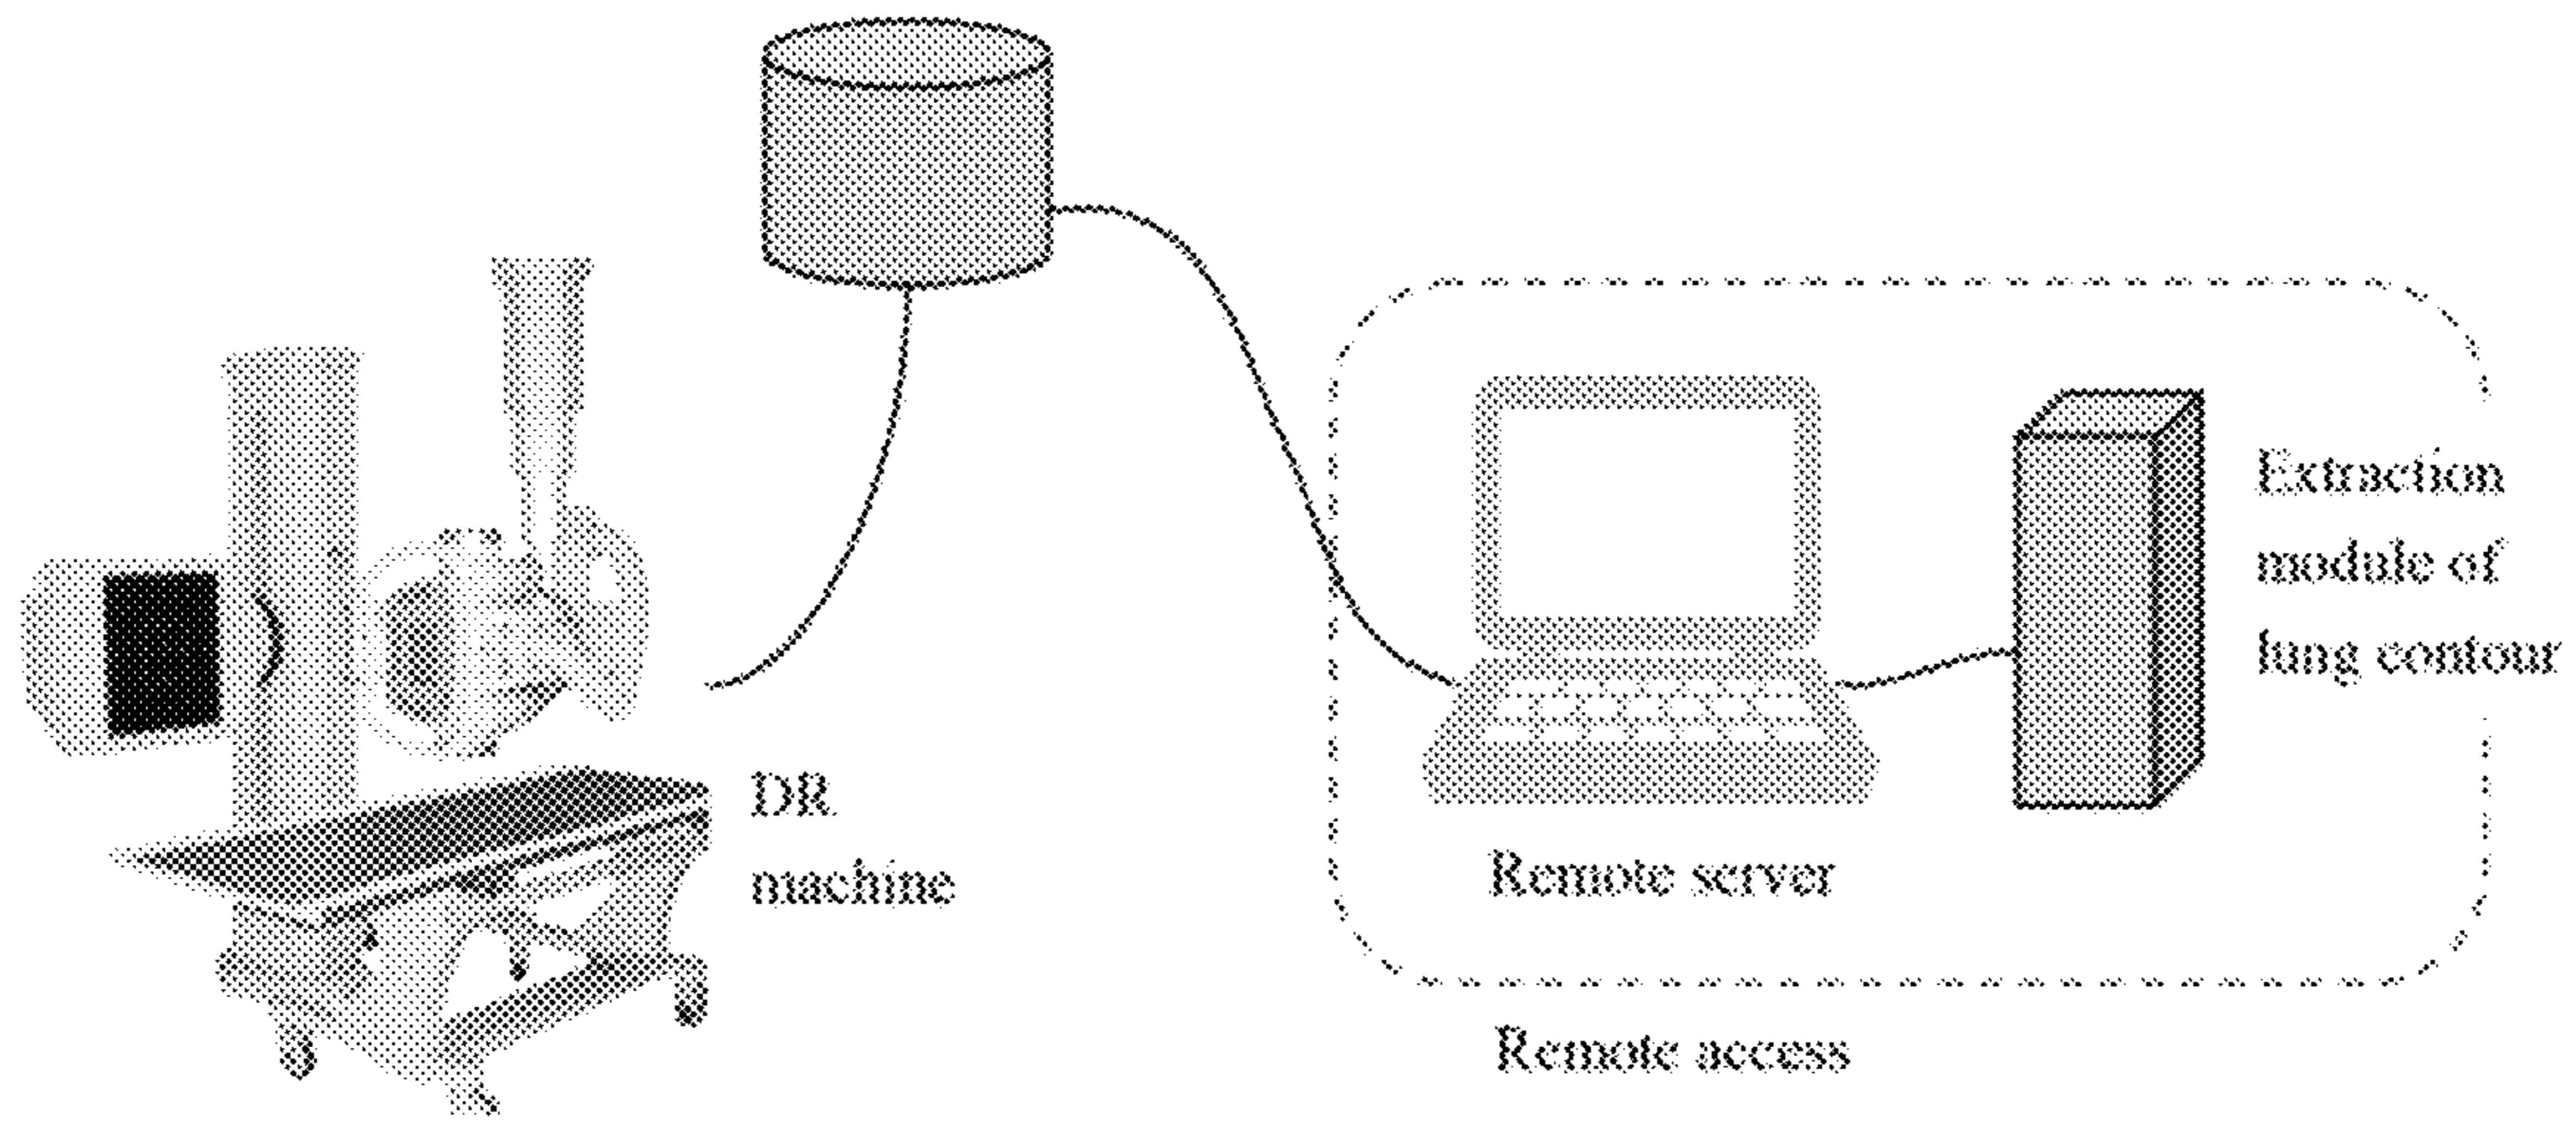 Extraction
module of
lung contour
DR
machine
Remote server
Remote access